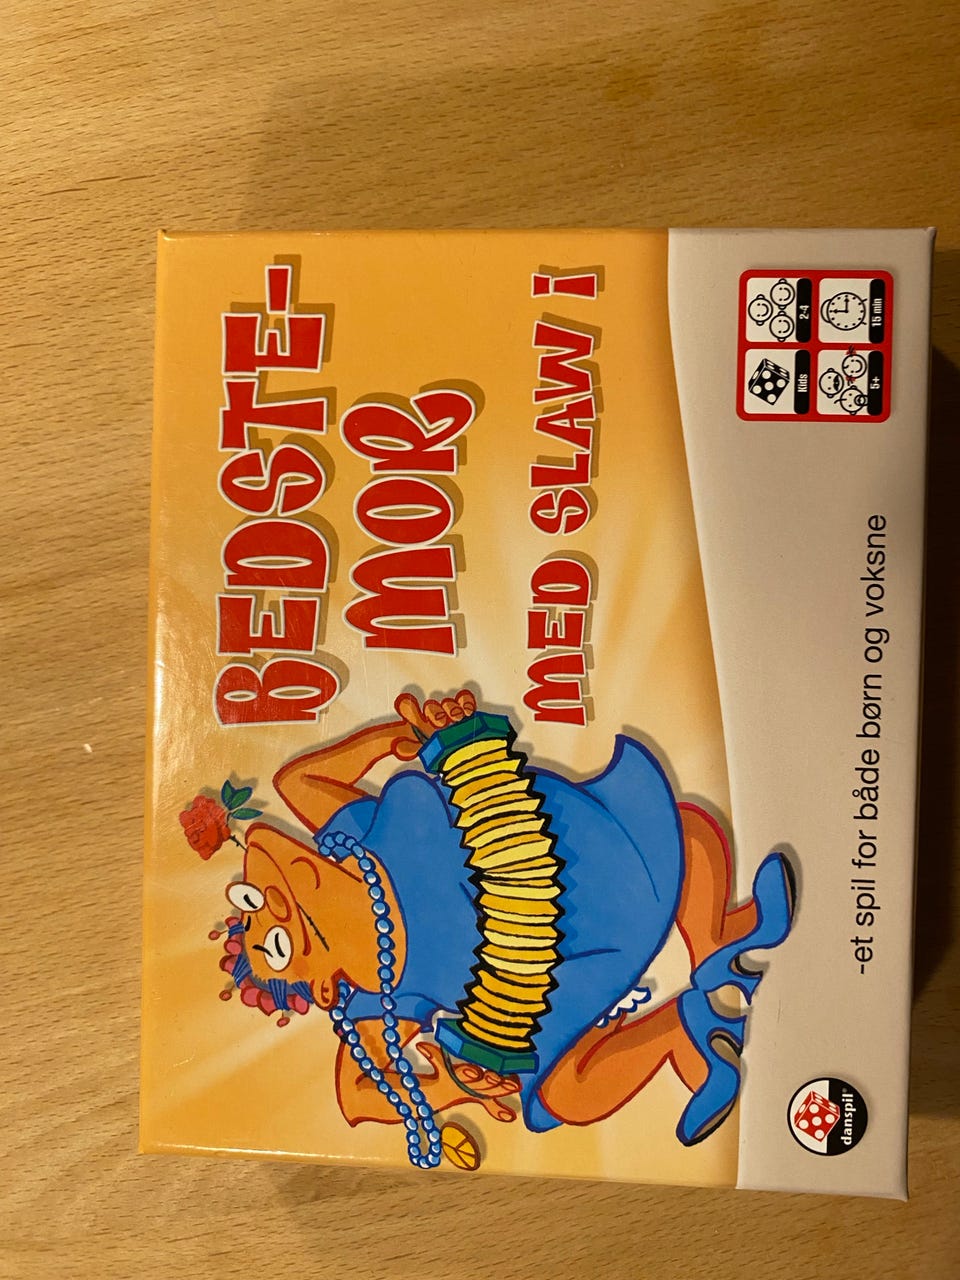 BEDSTE-
MOR
MED SLAW i
2-4
15 min
Kids
5+
-et spil for både børn og voksne
danspil®